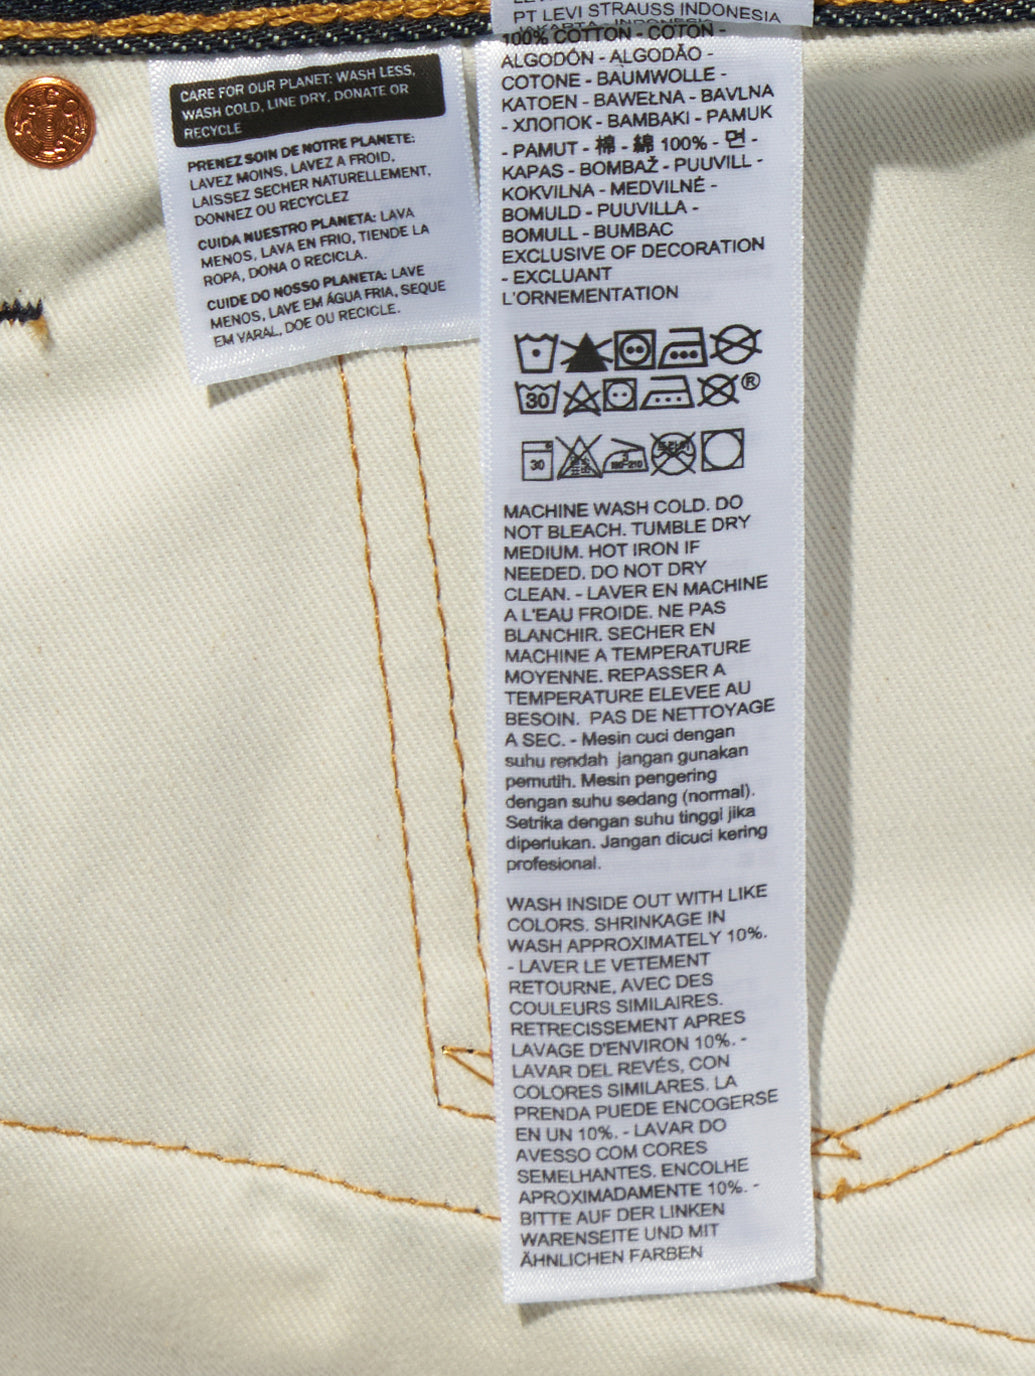 CARE FOR OUR PLANET: WASH LESS,
WASH COLD, LINE DRY, DONATE OR
RECYCLE
PRENEZ SOIN DE NOTRE PLANETE:
LAVEZ MOINS, LAVEZ A FROID,
LAISSEZ SECHER NATURELLEMENT,
DONNEZ OU RECYCLEZ
CUIDA NUESTRO PLANETA: LAVA
MENOS, LAVA EN FRIO, TIENDE LA
ROPA, DONA O RECICLA.
CUIDE DO NOSSO PLANETA: LAVE
MENOS, LAVE EM ÁGUA FRIA, SEQUE
EM VARAL, DOE OU RECICLE.
PT LEVI STRAUSS INDONESIA
JAKARTA - INDONESIA
100% COTTON - COTON -
ALGODÓN - ALGODÃO -
COTONE - BAUMWOLLE -
KATOEN - BAWEŁNA - BAVLNA
- ХЛОПОК - BAMBAKI - PAMUK
- PAMUT - 棉 - 綿 100% - 면 -
KAPAS - BOMBAŽ - PUUVILL -
KOKVILNA - MEDVILNĖ -
BOMULD - PUUVILLA -
BOMULL - BUMBAC
EXCLUSIVE OF DECORATION
- EXCLUANT
L'ORNEMENTATION
®
30
30
180~210
MACHINE WASH COLD. DO
NOT BLEACH. TUMBLE DRY
MEDIUM. HOT IRON IF
NEEDED. DO NOT DRY
CLEAN. - LAVER EN MACHINE
A L'EAU FROIDE. NE PAS
BLANCHIR. SECHER EN
MACHINE A TEMPERATURE
MOYENNE. REPASSER A
TEMPERATURE ELEVEE AU
BESOIN. PAS DE NETTOYAGE
A SEC. - Mesin cuci dengan
suhu rendah jangan gunakan
pemutih. Mesin pengering
dengan suhu sedang (normal).
Setrika dengan suhu tinggi jika
diperlukan. Jangan dicuci kering
profesional.
WASH INSIDE OUT WITH LIKE
COLORS. SHRINKAGE IN
WASH APPROXIMATELY 10%.
- LAVER LE VETEMENT
RETOURNE, AVEC DES
COULEURS SIMILAIRES.
RETRECISSEMENT APRES
LAVAGE D'ENVIRON 10%. -
LAVAR DEL REVÉS, CON
COLORES SIMILARES. LA
PRENDA PUEDE ENCOGERSE
EN UN 10%. - LAVAR DO
AVESSO COM CORES
SEMELHANTES. ENCOLHE
APROXIMADAMENTE 10%. -
BITTE AUF DER LINKEN
WARENSEITE UND MIT
ÄHNLICHEN FARBEN